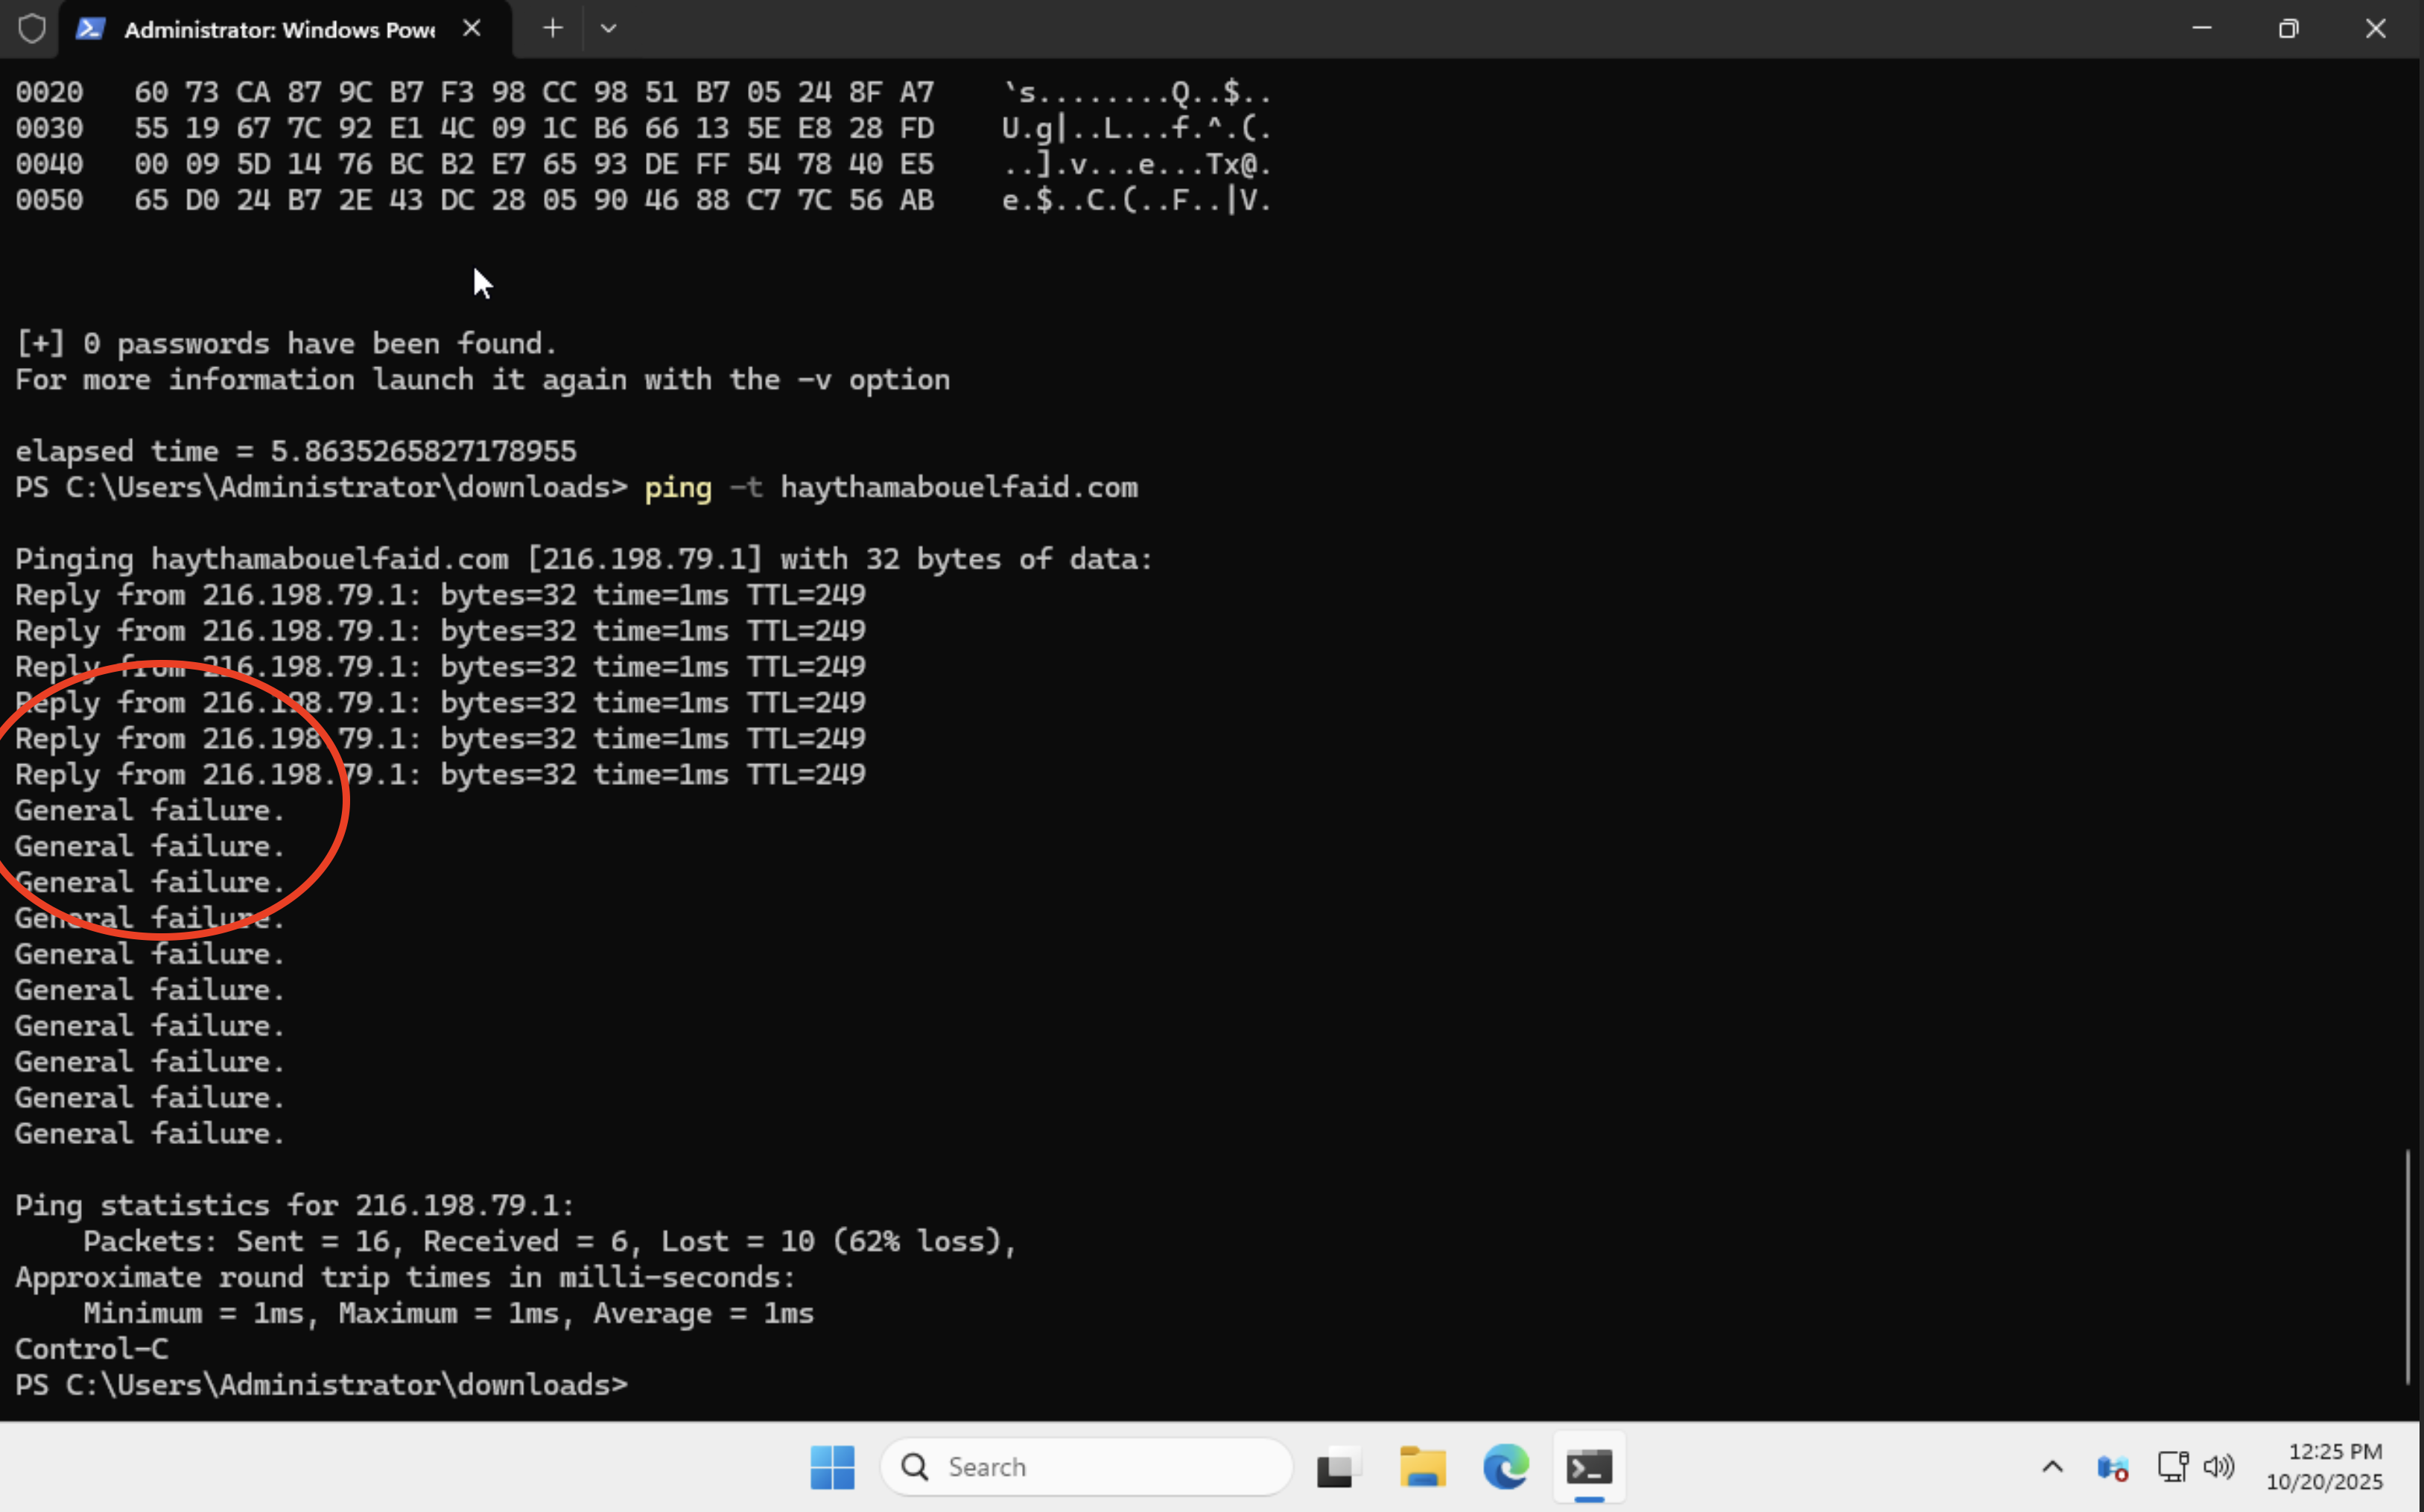 Administrator: Windows Powe
0020   60 73 CA 87 9C B7 F3 98 CC 98 51 B7 05 24 8F A7    `s........Q..$..
0030   55 19 67 7C 92 E1 4C 09 1C B6 66 13 5E E8 28 FD    U.g|..L...f.^.(.
0040   00 09 5D 14 76 BC B2 E7 65 93 DE FF 54 78 40 E5    ..].v...e...Tx@.
0050   65 D0 24 B7 2E 43 DC 28 05 90 46 88 C7 7C 56 AB    e.$..C.(..F..|V.
[+] 0 passwords have been found.
For more information launch it again with the -v option
elapsed time = 5.8635265827178955
PS C:\Users\Administrator\downloads> ping -t haythamabouelfaid.com
Pinging haythamabouelfaid.com [216.198.79.1] with 32 bytes of data:
Reply from 216.198.79.1: bytes=32 time=1ms TTL=249
Reply from 216.198.79.1: bytes=32 time=1ms TTL=249
Reply from 216.198.79.1: bytes=32 time=1ms TTL=249
Reply from 216.198.79.1: bytes=32 time=1ms TTL=249
Reply from 216.198.79.1: bytes=32 time=1ms TTL=249
Reply from 216.198.79.1: bytes=32 time=1ms TTL=249
General failure.
General failure.
General failure.
General failure.
General failure.
General failure.
General failure.
General failure.
General failure.
General failure.
Ping statistics for 216.198.79.1:
    Packets: Sent = 16, Received = 6, Lost = 10 (62% loss),
Approximate round trip times in milli-seconds:
    Minimum = 1ms, Maximum = 1ms, Average = 1ms
Control-C
PS C:\Users\Administrator\downloads>
Search
12:25 PM
10/20/2025